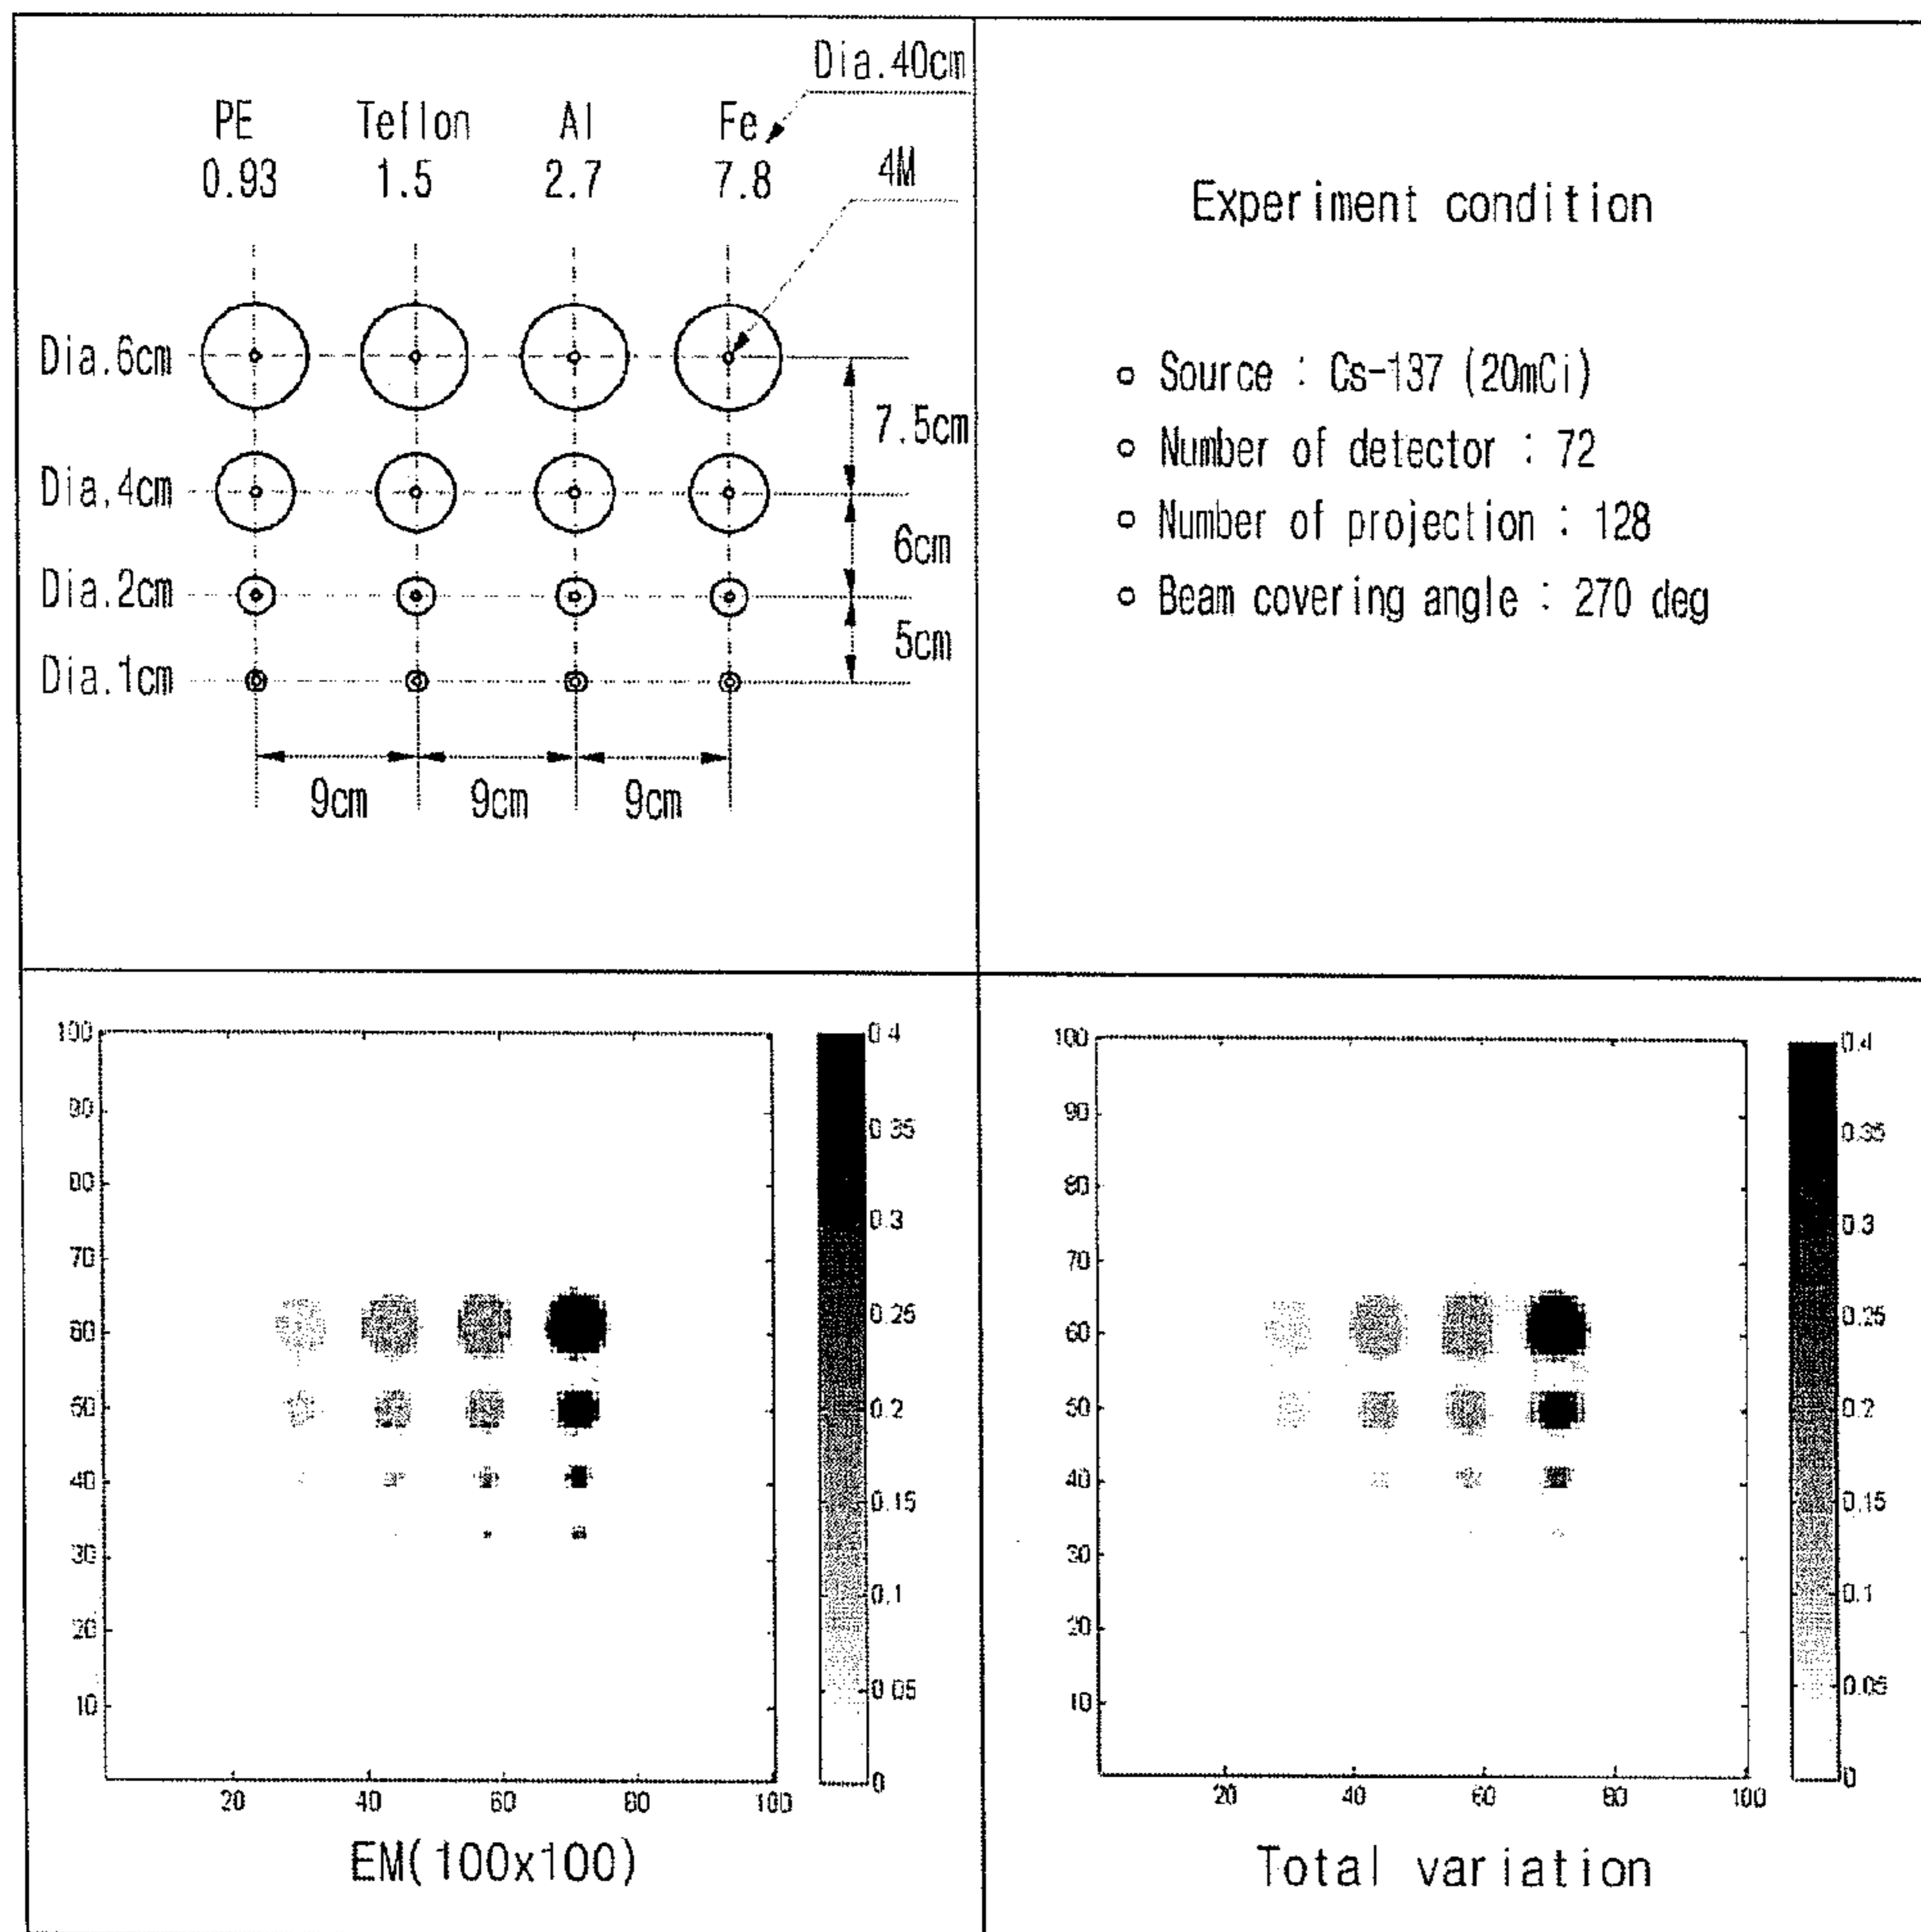 Dia.40cm
PE Teflon Al Fe
0.93 1.5 2.7 7.8
4M
Dia.6cm
7.5cm
Dia.4cm
6cm
Dia.2cm
5cm
Dia.1cm
9cm 9cm 9cm
Experiment condition
Source : Cs-137 (20mCi)
Number of detector : 72
Number of projection : 128
Beam covering angle : 270 deg
100
90
80
70
60
50
40
30
20
10
20 40 60 80 100
0.4
0.35
0.3
0.25
0.2
0.15
0.1
0.05
0
EM(100x100)
100
90
80
70
60
50
40
30
20
10
20 40 60 80 100
0.4
0.35
0.3
0.25
0.2
0.15
0.1
0.05
0
Total variation